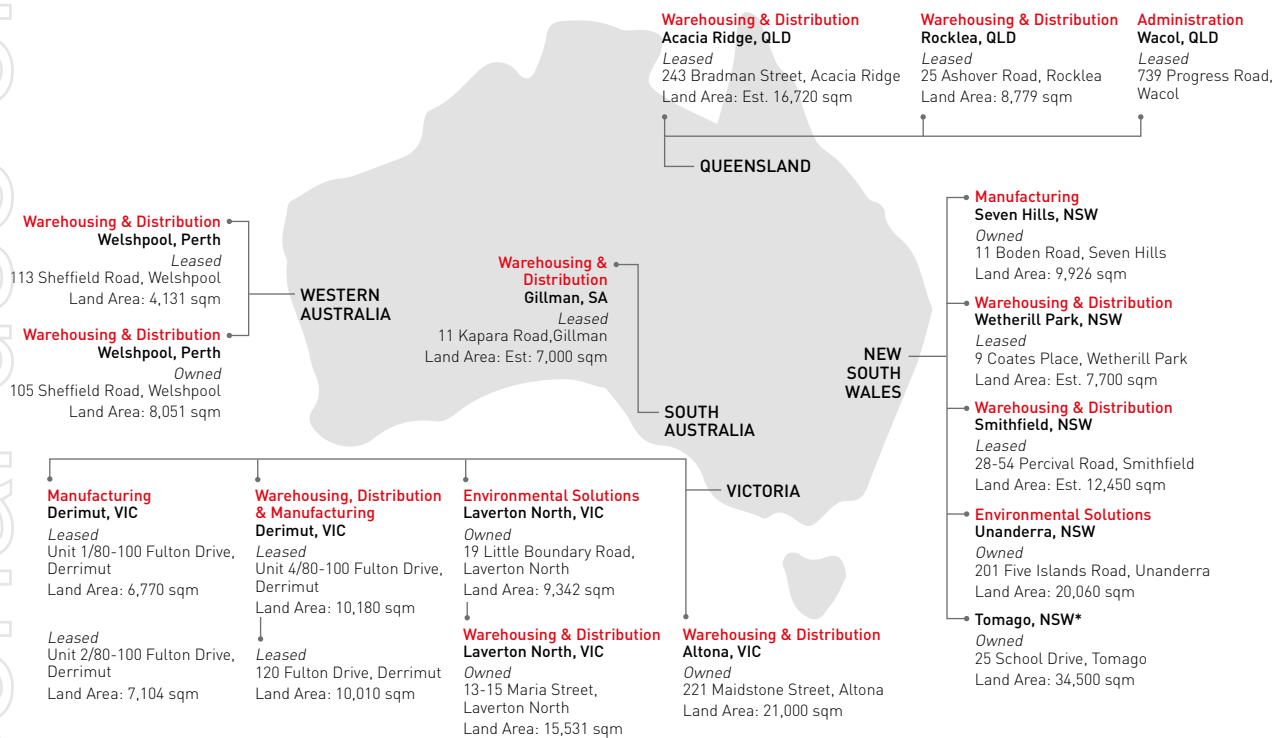 Warehousing & Distribution
Acacia Ridge, QLD
Leased
243 Bradman Street, Acacia Ridge
Land Area: Est. 16,720 sqm
Warehousing & Distribution
Rocklea, QLD
Leased
25 Ashover Road, Rocklea
Land Area: 8,779 sqm
Administration
Wacol, QLD
Leased
739 Progress Road,
Wacol
QUEENSLAND
Warehousing & Distribution
Welshpool, Perth
Leased
113 Sheffield Road, Welshpool
Land Area: 4,131 sqm
Warehousing & Distribution
Welshpool, Perth
Owned
105 Sheffield Road, Welshpool
Land Area: 8,051 sqm
WESTERN
AUSTRALIA
Warehousing &
Distribution
Gillman, SA
Leased
11 Kapara Road,Gillman
Land Area: Est: 7,000 sqm
SOUTH
AUSTRALIA
NEW
SOUTH
WALES
Manufacturing
Seven Hills, NSW
Owned
11 Boden Road, Seven Hills
Land Area: 9,926 sqm
Warehousing & Distribution
Wetherill Park, NSW
Leased
9 Coates Place, Wetherill Park
Land Area: Est. 7,700 sqm
Warehousing & Distribution
Smithfield, NSW
Leased
28-54 Percival Road, Smithfield
Land Area: Est. 12,450 sqm
Environmental Solutions
Unanderra, NSW
Owned
201 Five Islands Road, Unanderra
Land Area: 20,060 sqm
Tomago, NSW*
Owned
25 School Drive, Tomago
Land Area: 34,500 sqm
VICTORIA
Manufacturing
Derimut, VIC
Leased
Unit 1/80-100 Fulton Drive,
Derrimut
Land Area: 6,770 sqm
Leased
Unit 2/80-100 Fulton Drive,
Derrimut
Land Area: 7,104 sqm
Warehousing, Distribution
& Manufacturing
Derimut, VIC
Leased
Unit 4/80-100 Fulton Drive,
Derrimut
Land Area: 10,180 sqm
Leased
120 Fulton Drive, Derrimut
Land Area: 10,010 sqm
Environmental Solutions
Laverton North, VIC
Owned
19 Little Boundary Road,
Laverton North
Land Area: 9,342 sqm
Warehousing & Distribution
Laverton North, VIC
Owned
13-15 Maria Street,
Laverton North
Land Area: 15,531 sqm
Warehousing & Distribution
Altona, VIC
Owned
221 Maidstone Street, Altona
Land Area: 21,000 sqm